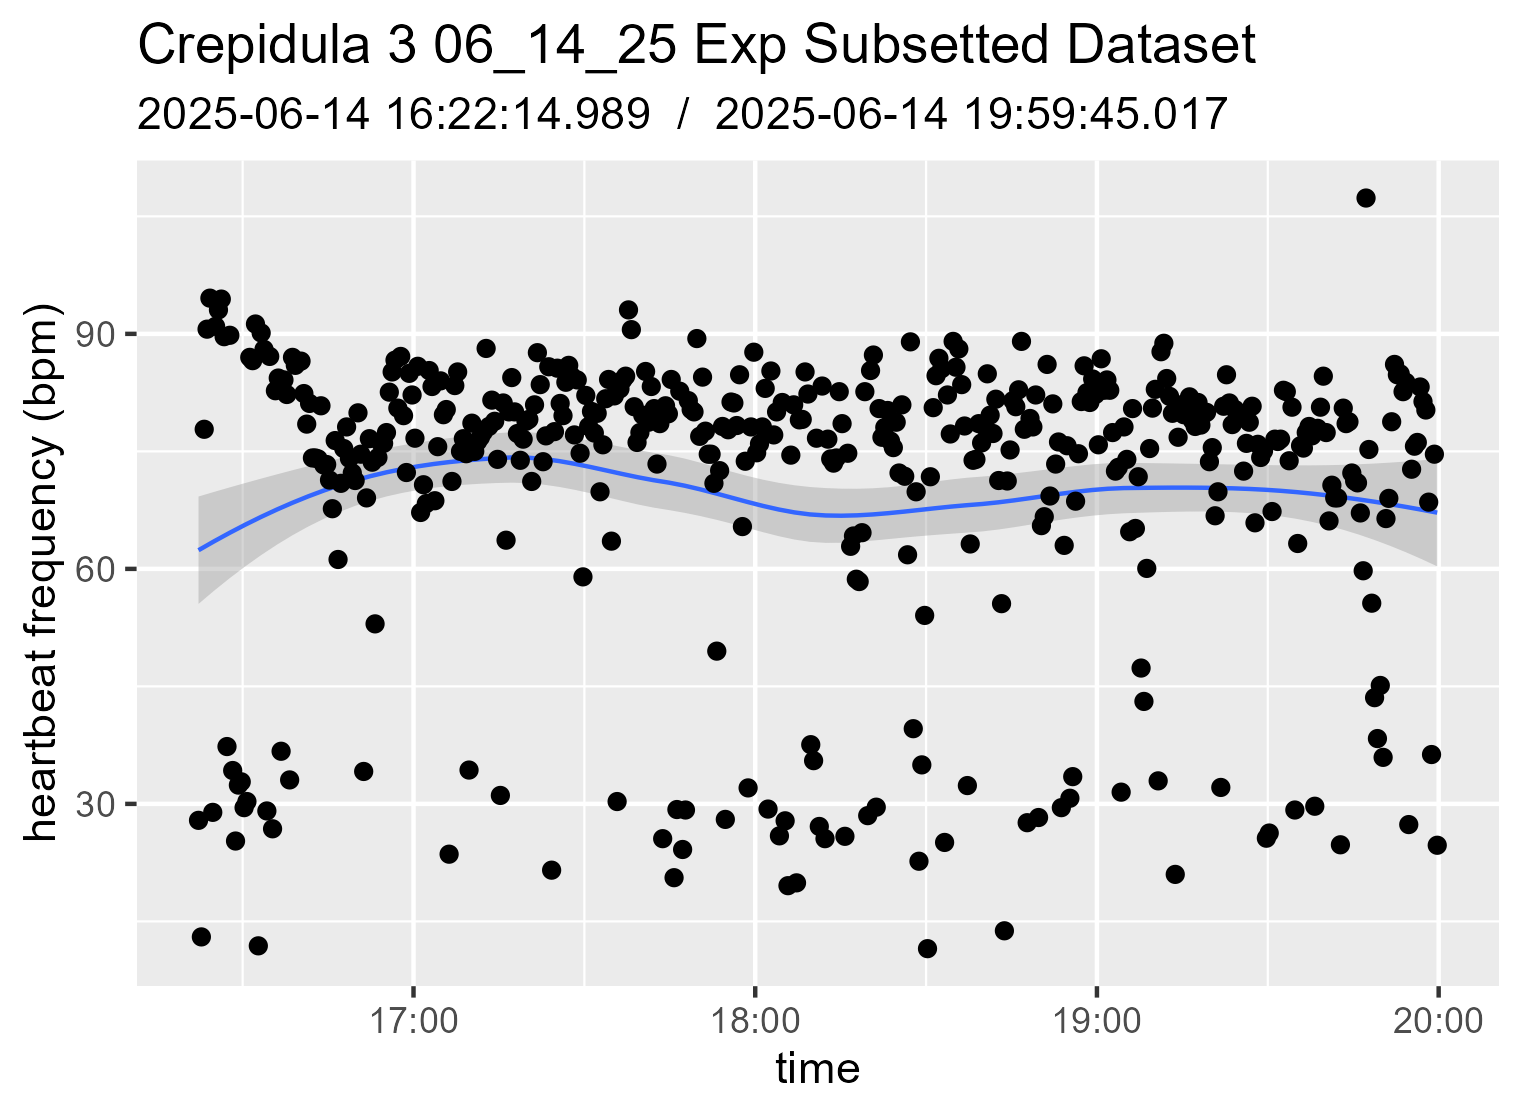 Crepidula 3 06_14_25 Exp Subsetted Dataset
2025-06-14 16:22:14.989 / 2025-06-14 19:59:45.017
heartbeat frequency (bpm)
90
60
30
17:00 18:00 19:00 20:00
time